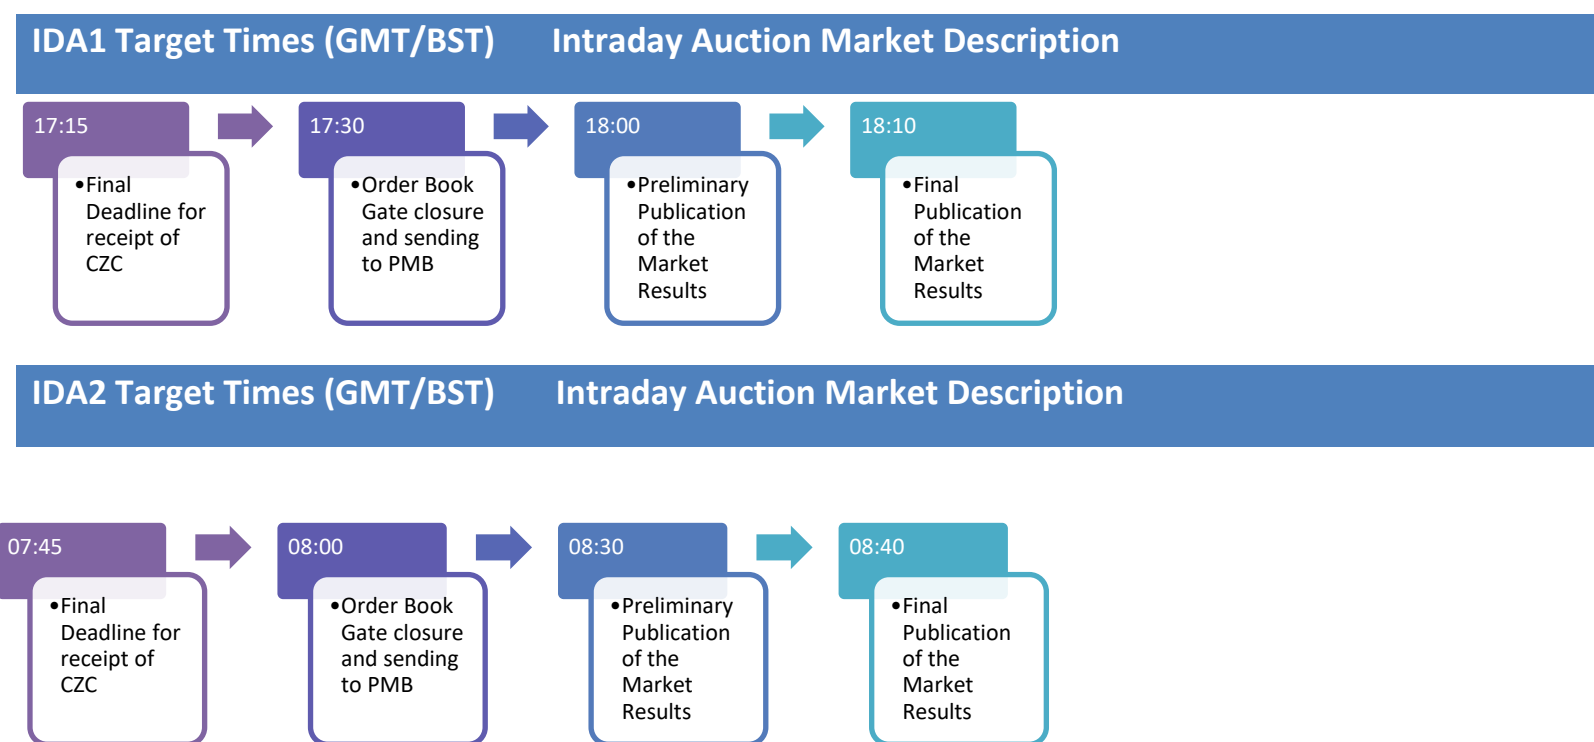 IDA1 Target Times (GMT/BST) Intraday Auction Market Description
17:15
•Final
Deadline for
receipt of
CZC
17:30
•Order Book
Gate closure
and sending
to PMB
18:00
•Preliminary
Publication
of the
Market
Results
18:10
•Final
Publication
of the
Market
Results
IDA2 Target Times (GMT/BST) Intraday Auction Market Description
07:45
•Final
Deadline for
receipt of
CZC
08:00
•Order Book
Gate closure
and sending
to PMB
08:30
•Preliminary
Publication
of the
Market
Results
08:40
•Final
Publication
of the
Market
Results